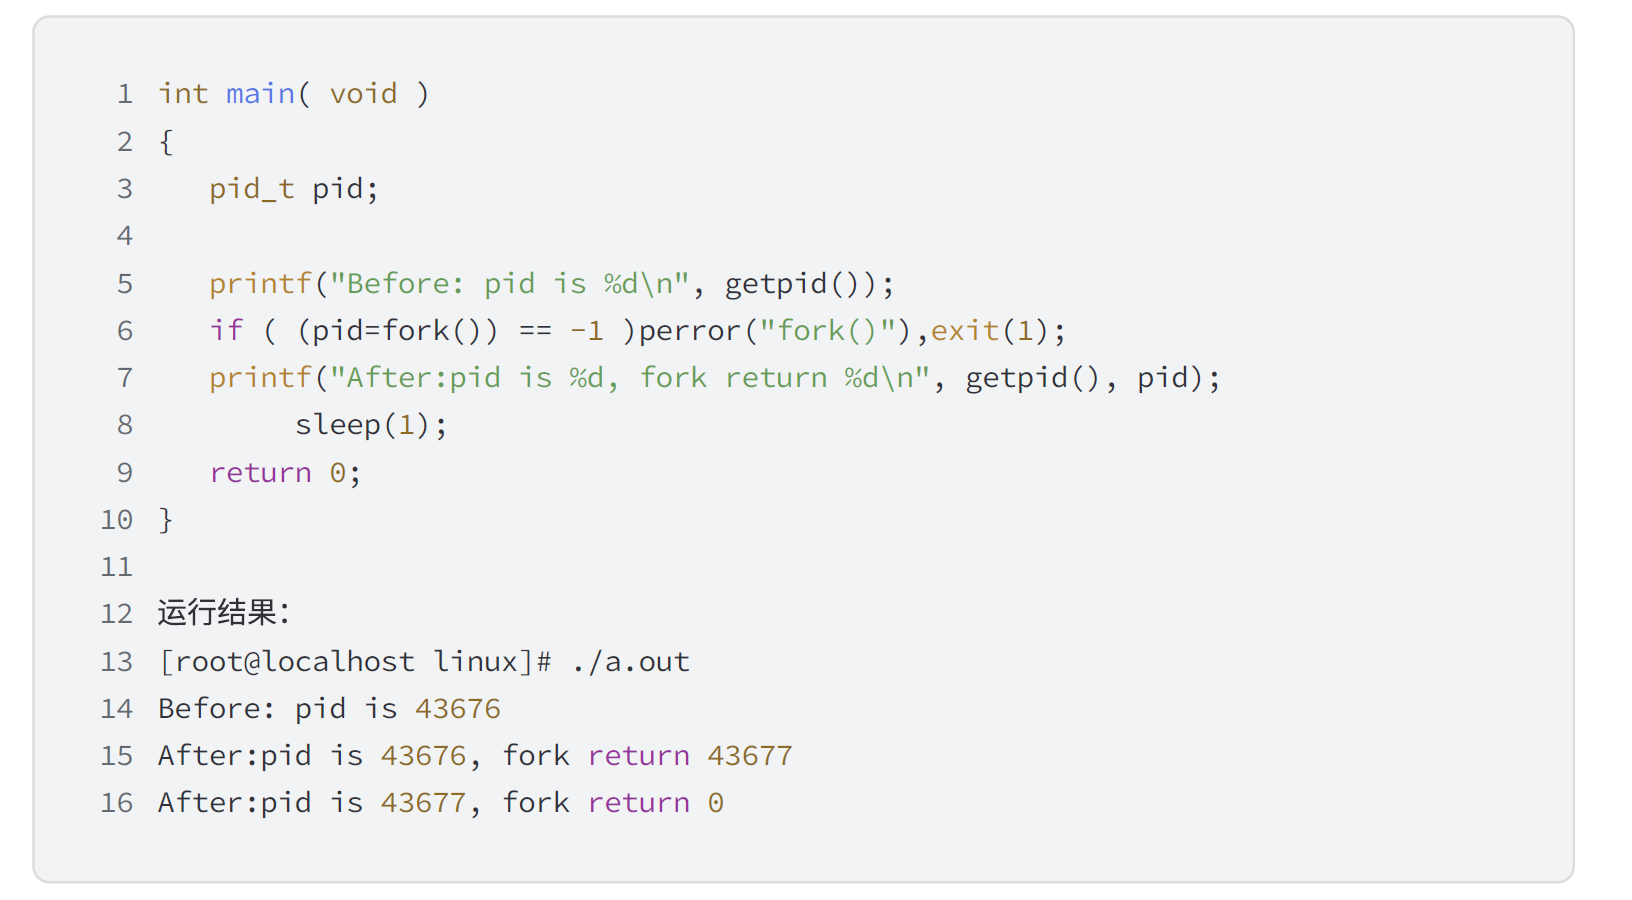 1 int main( void )
2 {
3    pid_t pid;
4
5    printf("Before: pid is %d\n", getpid());
6    if ( (pid=fork()) == -1 )perror("fork()"),exit(1);
7    printf("After:pid is %d, fork return %d\n", getpid(), pid);
8         sleep(1);
9    return 0;
10 }
11
12 运行结果：
13 [root@localhost linux]# ./a.out
14 Before: pid is 43676
15 After:pid is 43676, fork return 43677
16 After:pid is 43677, fork return 0